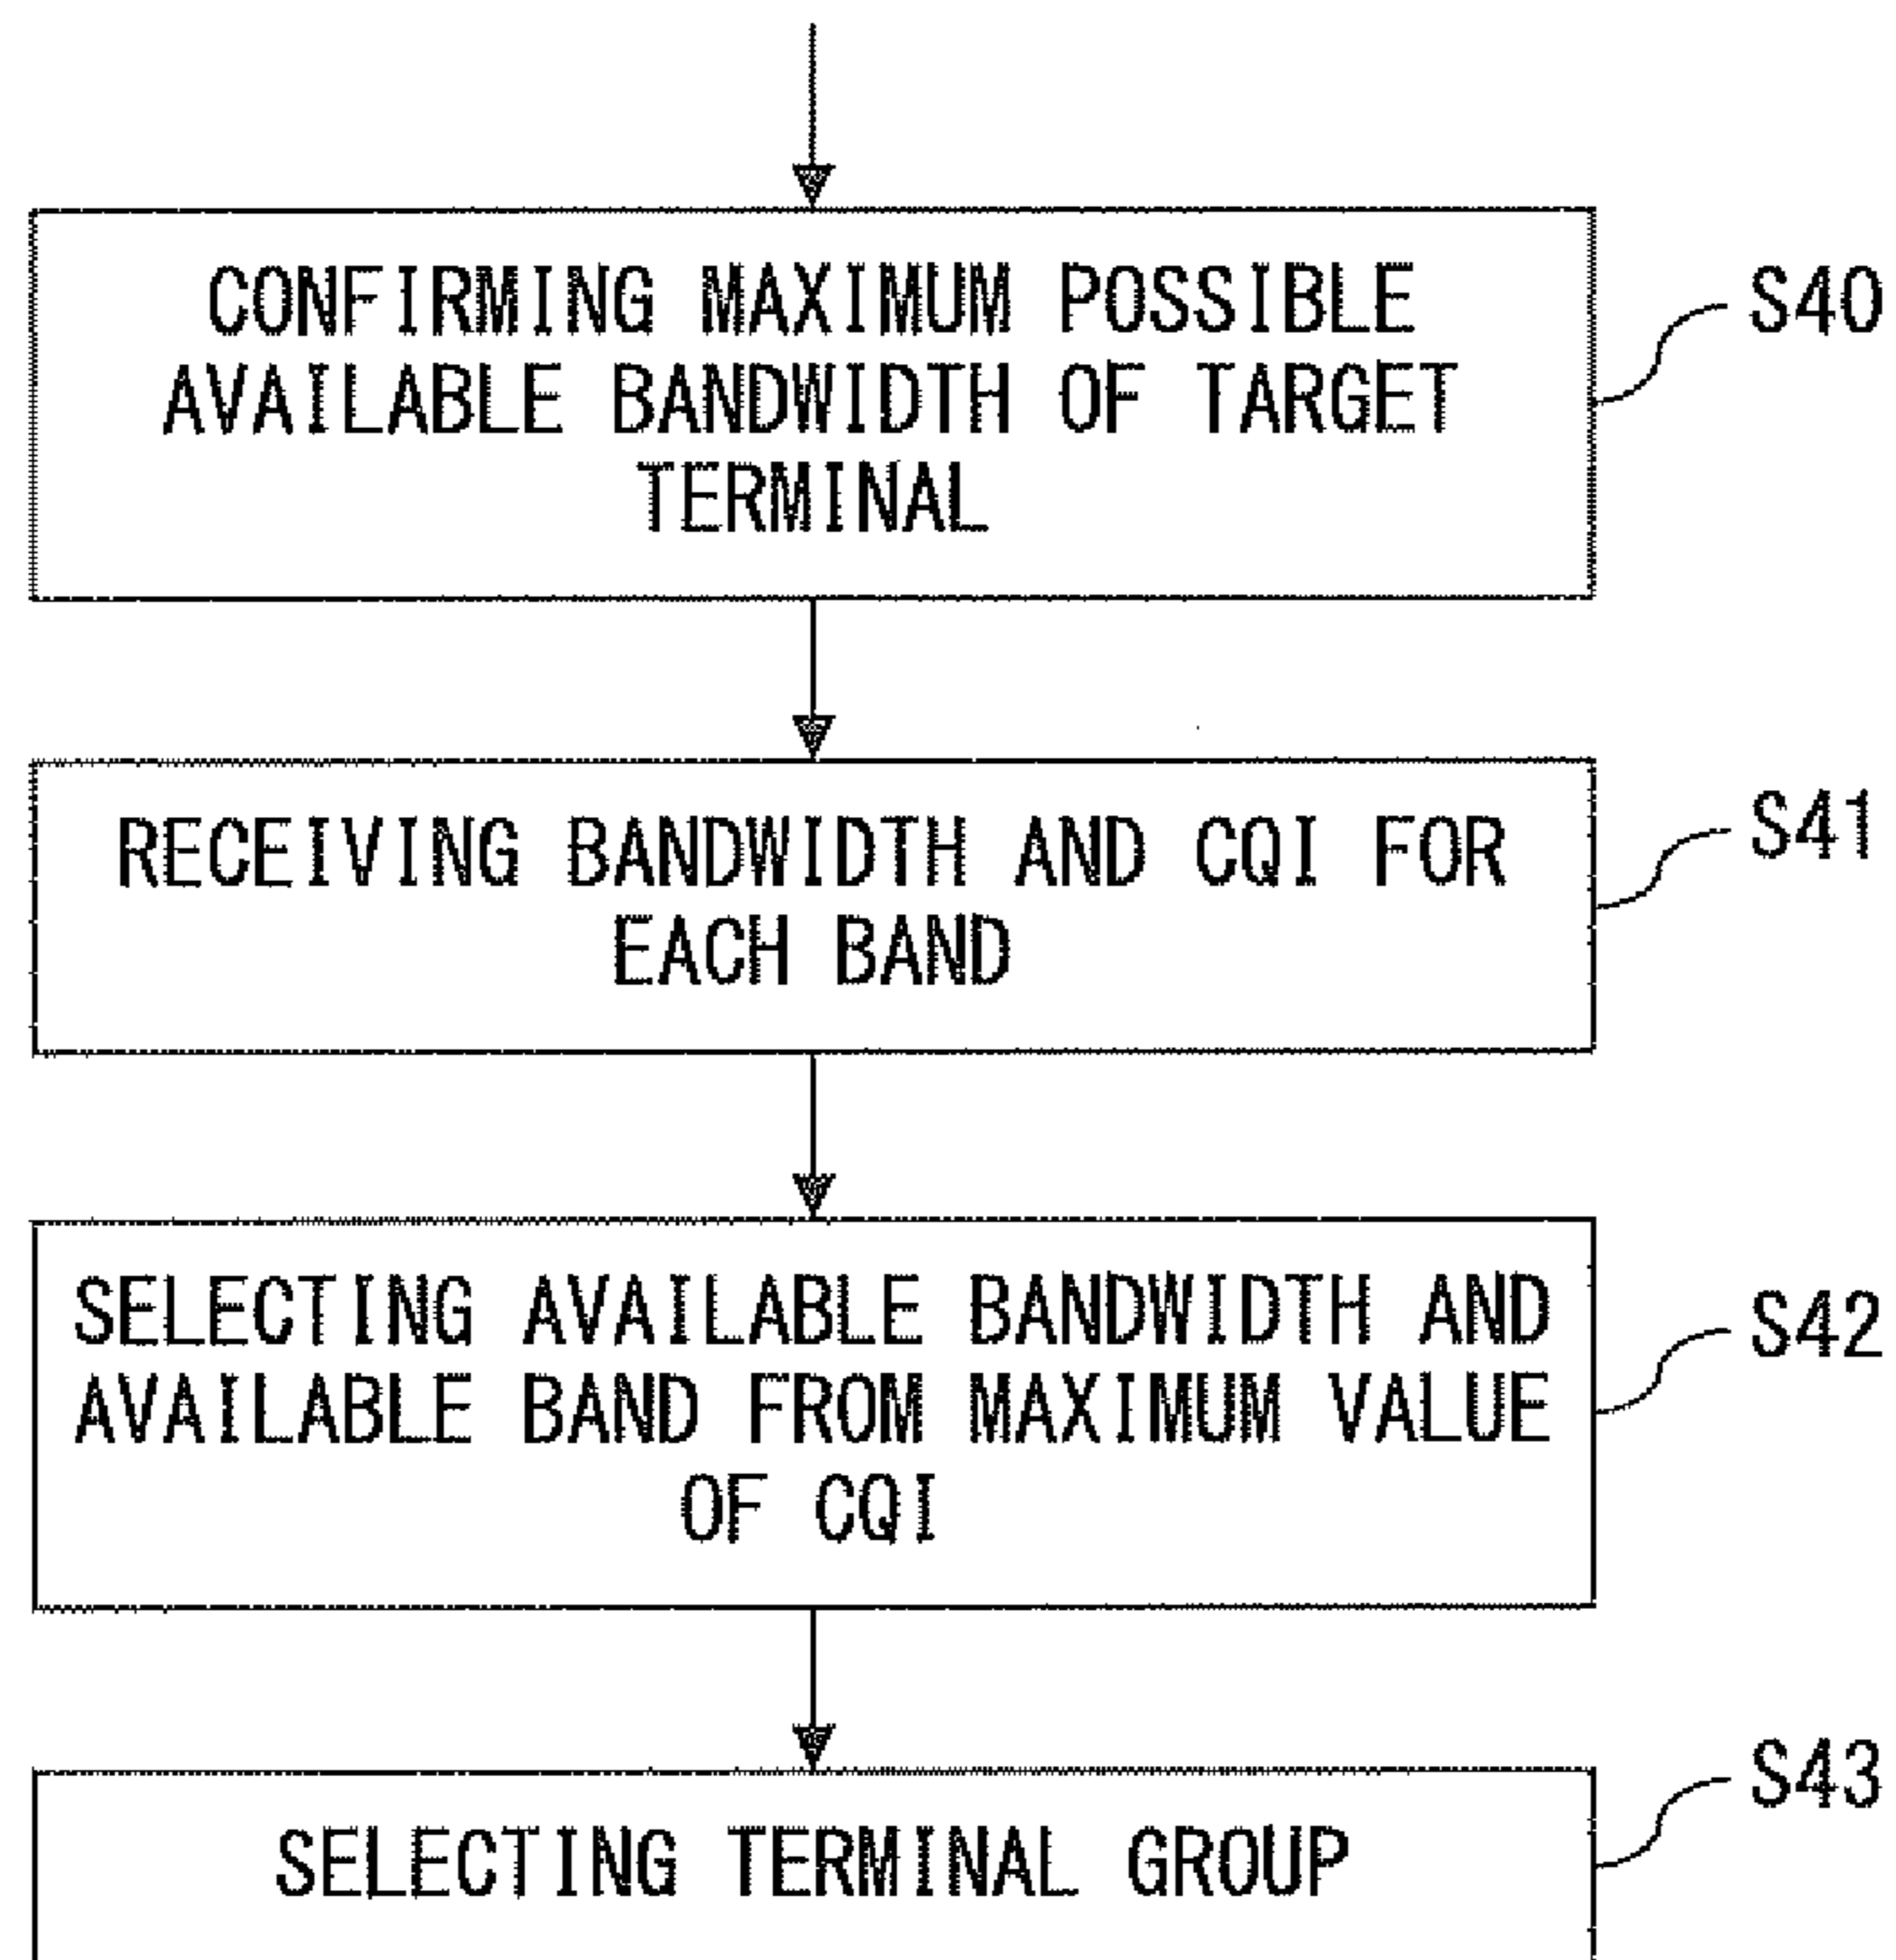 CONFIRMING MAXIMUM POSSIBLE
AVAILABLE BANDWIDTH OF TARGET
TERMINAL
S40
RECEIVING BANDWIDTH AND CQI FOR
EACH BAND
S41
SELECTING AVAILABLE BANDWIDTH AND
AVAILABLE BAND FROM MAXIMUM VALUE
OF CQI
S42
SELECTING TERMINAL GROUP
S43